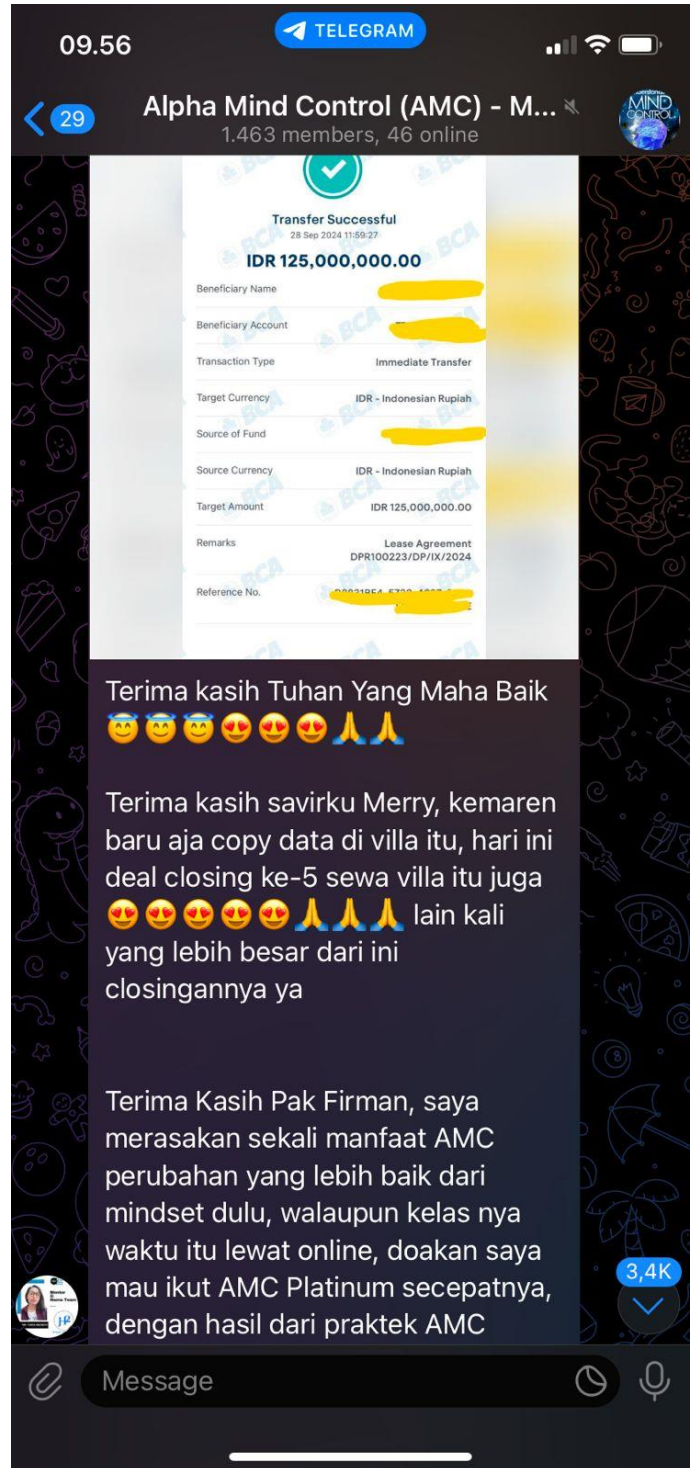 09.56
TELEGRAM
29
Alpha Mind Control (AMC) - M...
1.463 members, 46 online
MIND
CONTROL
Transfer Successful
28 Sep 2024 11:59:27
IDR 125,000,000.00
Beneficiary Name
Beneficiary Account
Transaction Type Immediate Transfer
Target Currency IDR - Indonesian Rupiah
Source of Fund
Source Currency IDR - Indonesian Rupiah
Target Amount IDR 125,000,000.00
Remarks Lease Agreement
DPR100223/DP/IX/2024
Reference No.
BCA
Terima kasih Tuhan Yang Maha Baik
😇😇😇😍😍😍🙏🙏
Terima kasih savirku Merry, kemaren
baru aja copy data di villa itu, hari ini
deal closing ke-5 sewa villa itu juga
😍😍😍😍😍🙏🙏🙏 lain kali
yang lebih besar dari ini
closingannya ya
Terima Kasih Pak Firman, saya
merasakan sekali manfaat AMC
perubahan yang lebih baik dari
mindset dulu, walaupun kelas nya
waktu itu lewat online, doakan saya
mau ikut AMC Platinum secepatnya,
dengan hasil dari praktek AMC
3,4K
Message